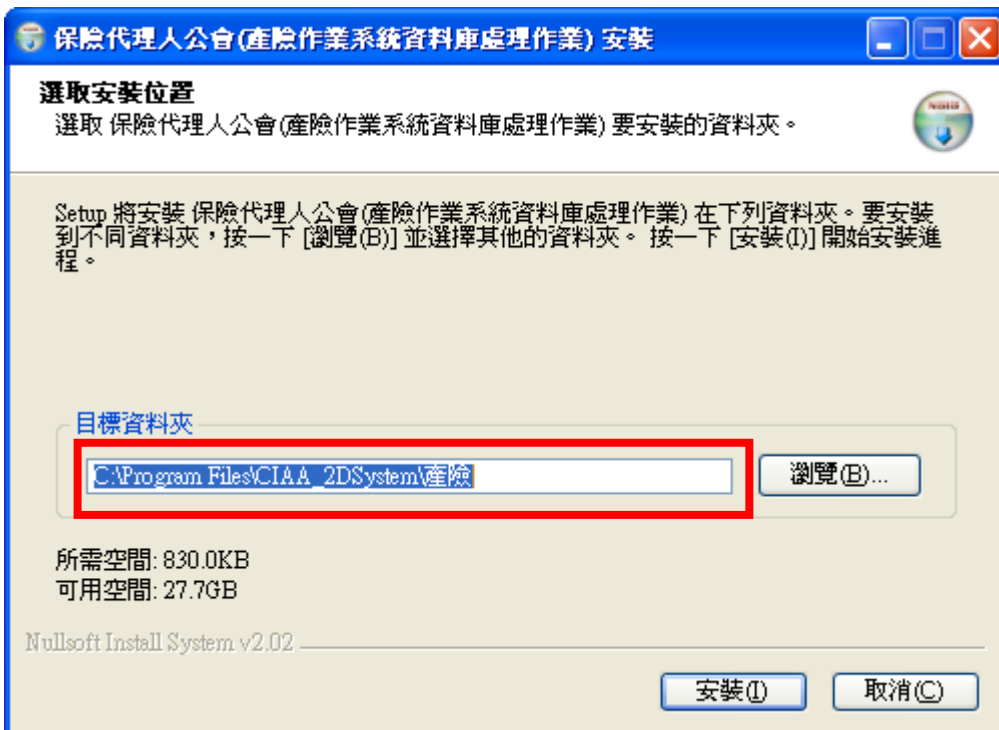 保險代理人公會(產險作業系統資料庫處理作業) 安裝
選取安裝位置
選取 保險代理人公會(產險作業系統資料庫處理作業) 要安裝的資料夾。
Setup 將安裝 保險代理人公會(產險作業系統資料庫處理作業) 在下列資料夾。要安裝
到不同資料夾，按一下 [瀏覽(B)] 並選擇其他的資料夾。 按一下 [安裝(I)] 開始安裝進
程。
目標資料夾
C:\Program Files\CIAA_2DSystem\產險
瀏覽(B)...
所需空間: 830.0KB
可用空間: 27.7GB
Nullsoft Install System v2.02
安裝(I)
取消(C)